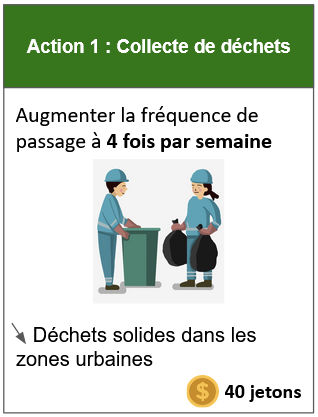 Action 1 : Collecte de déchets
Augmenter la fréquence de
passage à 4 fois par semaine
↘ Déchets solides dans les
zones urbaines
$ 40 jetons